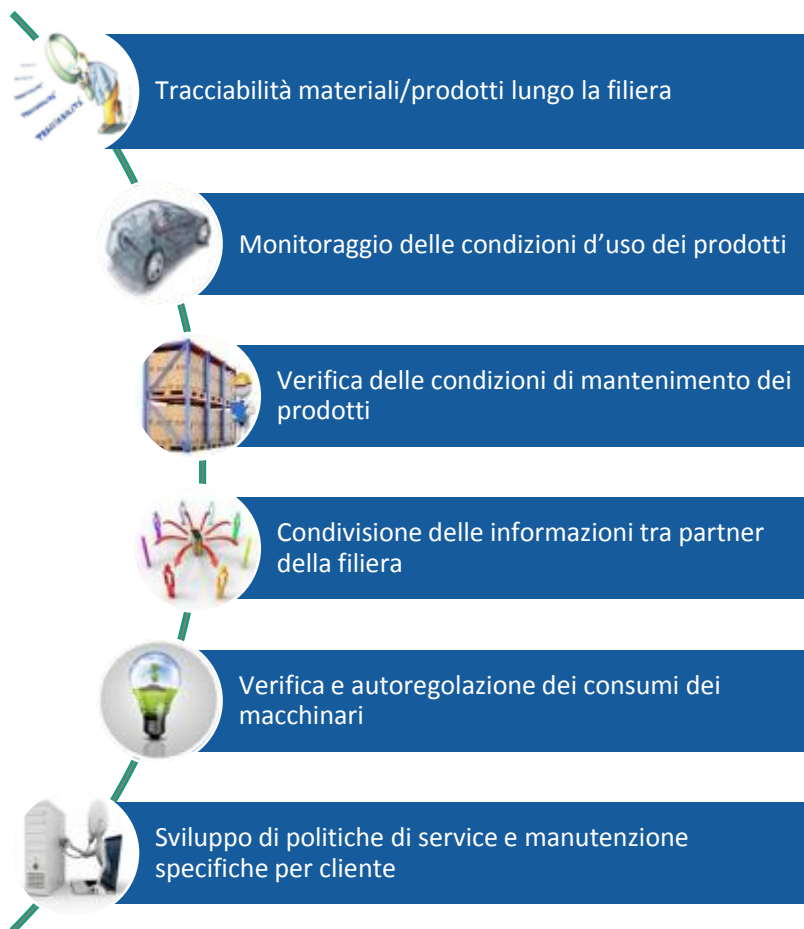 TRACCIABILITÀ
Tracciabilità materiali/prodotti lungo la filiera
Monitoraggio delle condizioni d’uso dei prodotti
Verifica delle condizioni di mantenimento dei
prodotti
Condivisione delle informazioni tra partner
della filiera
Verifica e autoregolazione dei consumi dei
macchinari
Sviluppo di politiche di service e manutenzione
specifiche per cliente